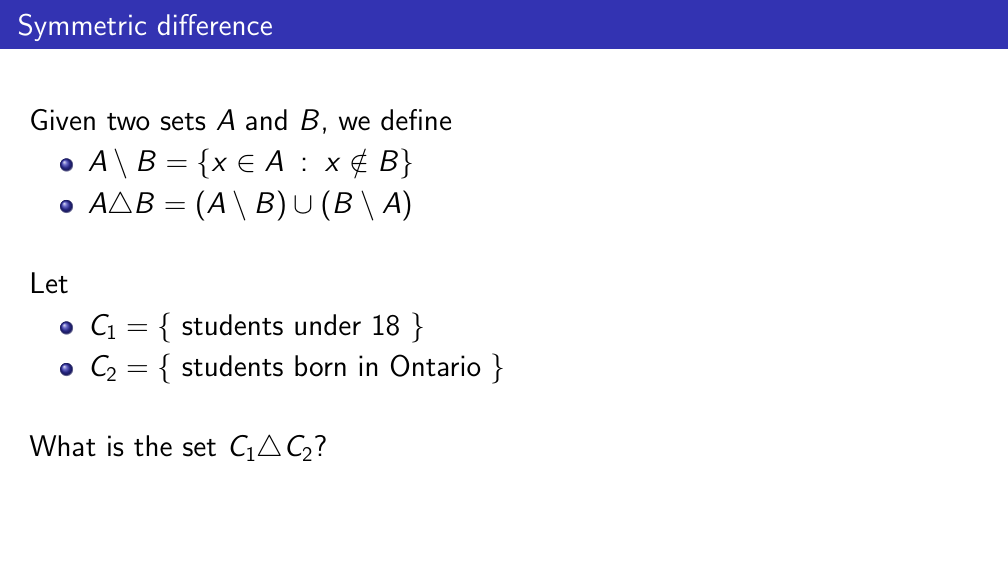 Symmetric difference
Given two sets A and B, we define
A \ B = {x ∈ A : x ∉ B}
A△B = (A \ B) ∪ (B \ A)
Let
C₁ = { students under 18 }
C₂ = { students born in Ontario }
What is the set C₁△C₂?